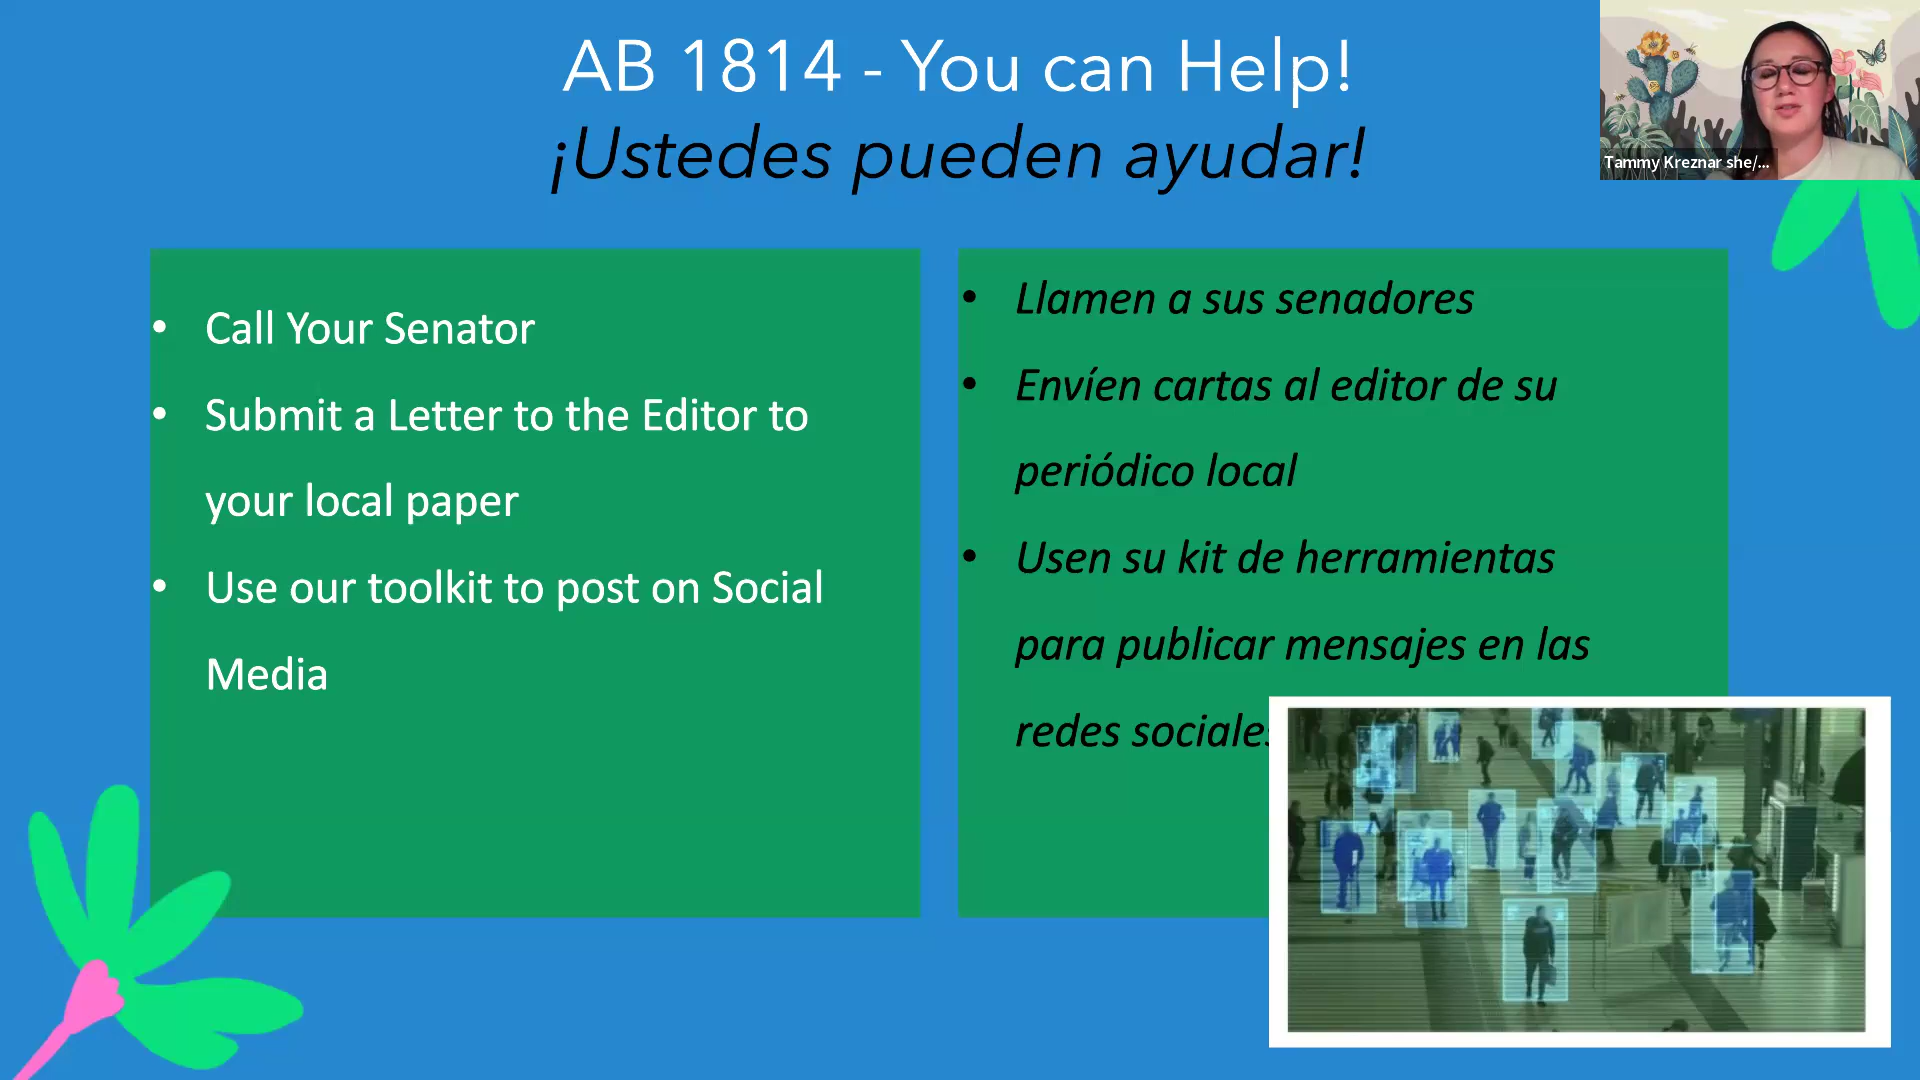 AB 1814 - You can Help!
¡Ustedes pueden ayudar!
Tammy Kreznar she/...
• Call Your Senator
• Submit a Letter to the Editor to
your local paper
• Use our toolkit to post on Social
Media
• Llamen a sus senadores
• Envíen cartas al editor de su
periódico local
• Usen su kit de herramientas
para publicar mensajes en las
redes sociales